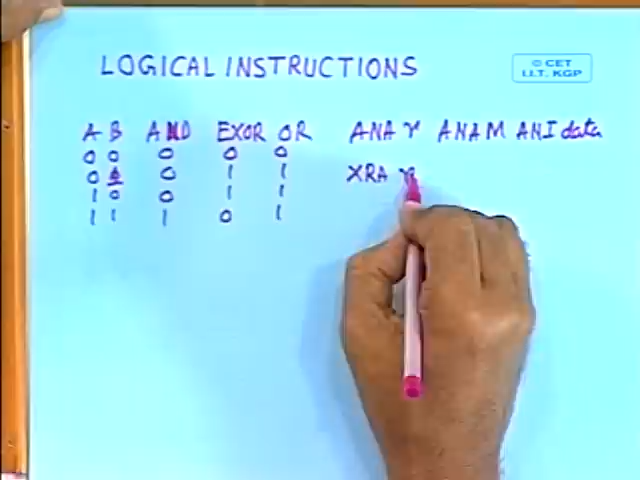 LOGICAL INSTRUCTIONS
© CET
I.I.T. KGP
A B AND EXOR OR ANA r ANA M ANI data
0 0 0 0 0
0 1 0 1 1 XRA r
1 0 0 1 1
1 1 1 0 1